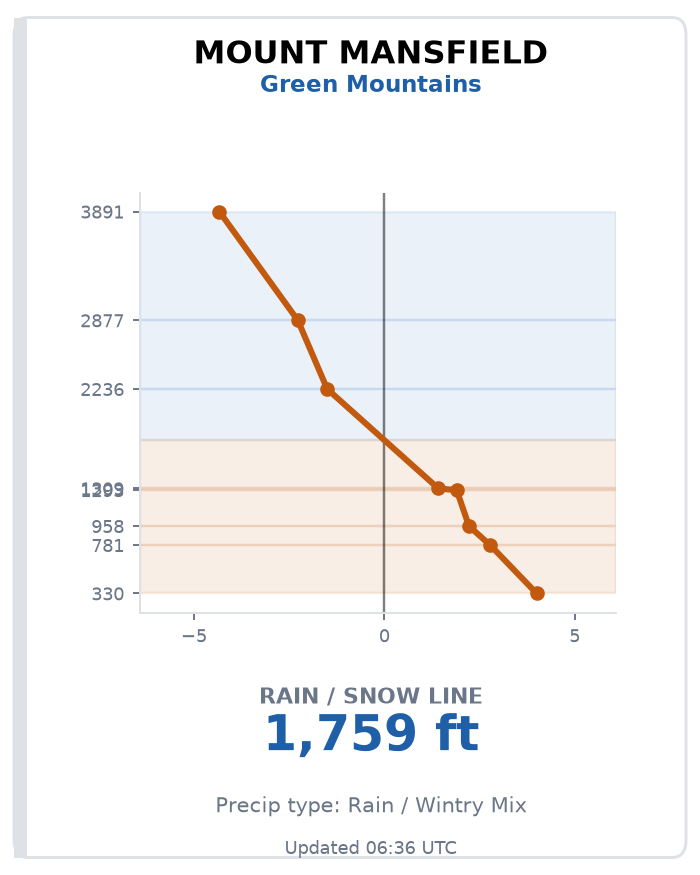 MOUNT MANSFIELD
Green Mountains
3891
2877
2236
958
781
330
−5 0 5
RAIN / SNOW LINE
1,759 ft
Precip type: Rain / Wintry Mix
Updated 06:36 UTC